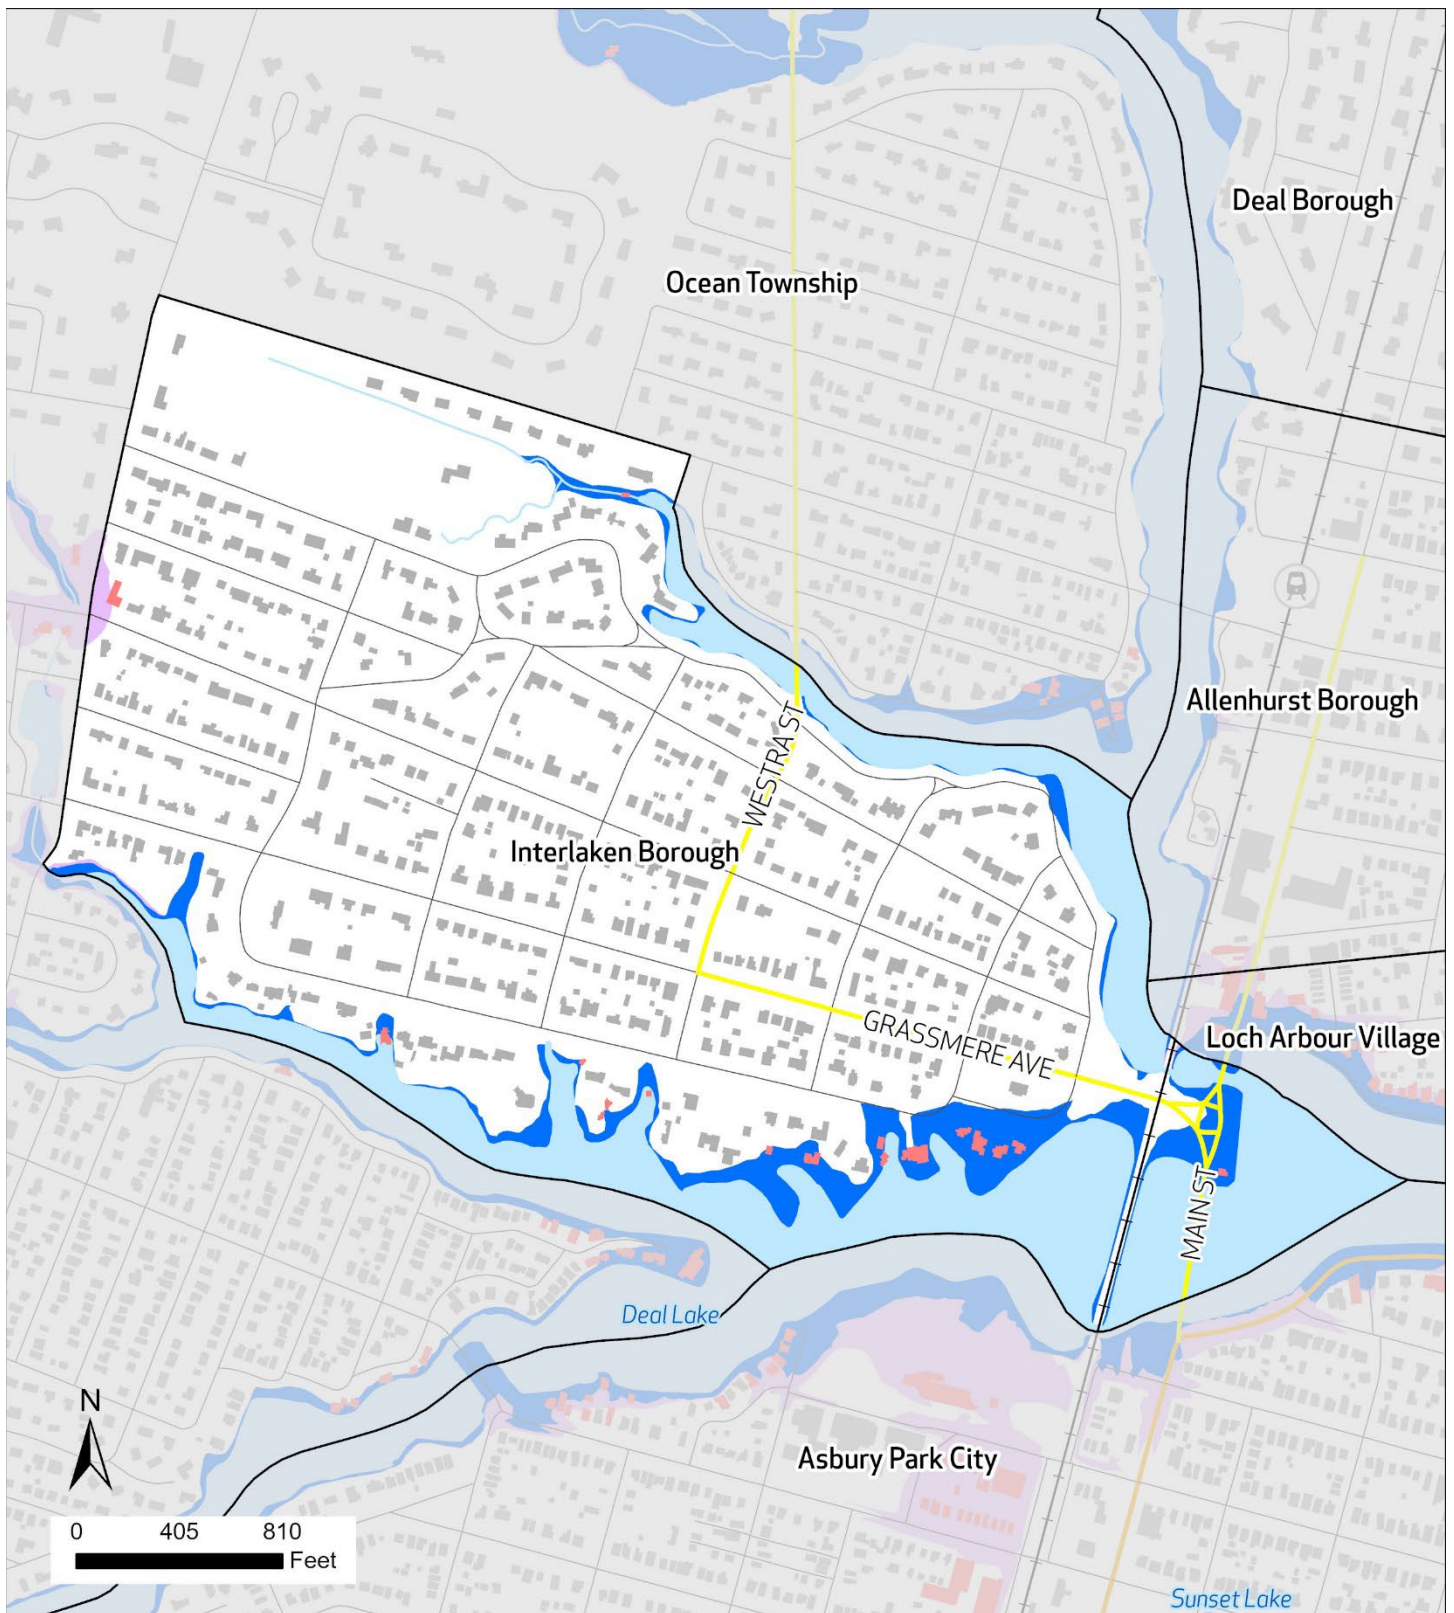 Deal Borough
Ocean Township
Allenhurst Borough
WESTRA ST
Interlaken Borough
GRASSMERE AVE
Loch Arbour Village
MAIN ST
Deal Lake
N
Asbury Park City
0 405 810
Feet
Sunset Lake